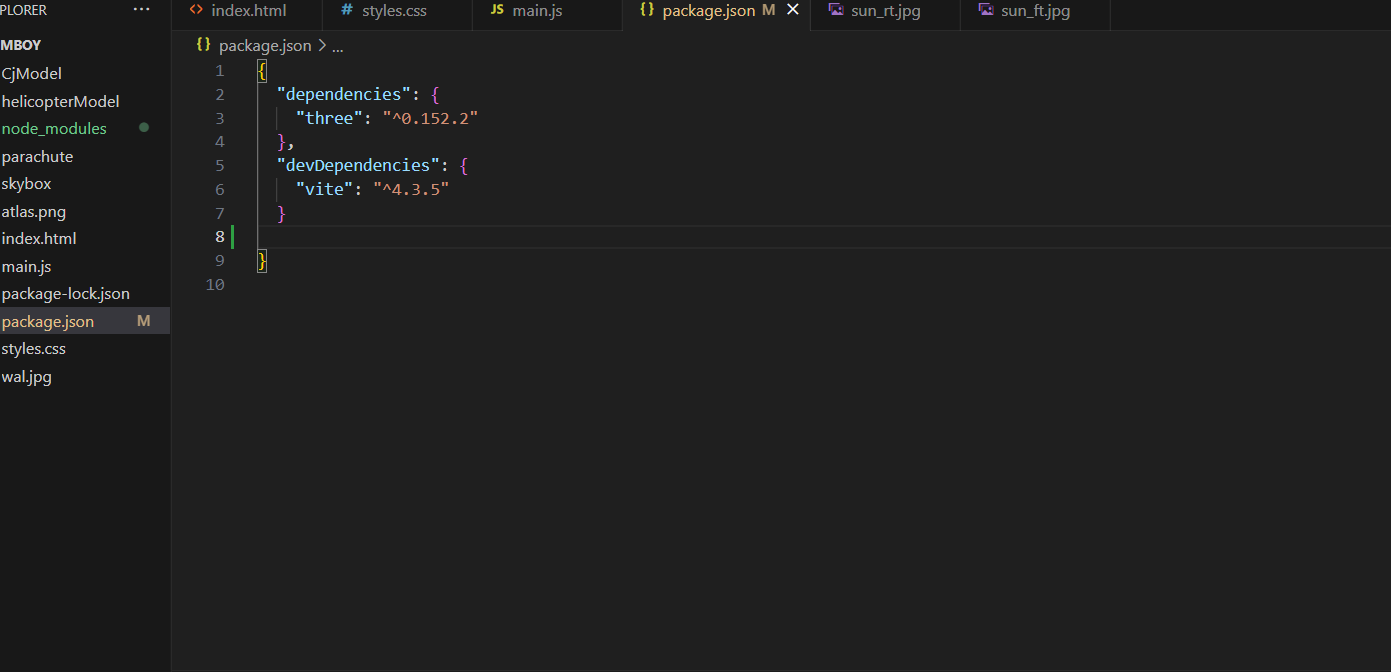 PLORER ...
MBOY
CjModel
helicopterModel
node_modules
parachute
skybox
atlas.png
index.html
main.js
package-lock.json
package.json M
styles.css
wal.jpg
<> index.html # styles.css JS main.js {} package.json M × sun_rt.jpg sun_ft.jpg
{} package.json > ...
1 {
2 "dependencies": {
3 "three": "^0.152.2"
4 },
5 "devDependencies": {
6 "vite": "^4.3.5"
7 }
8
9 }
10